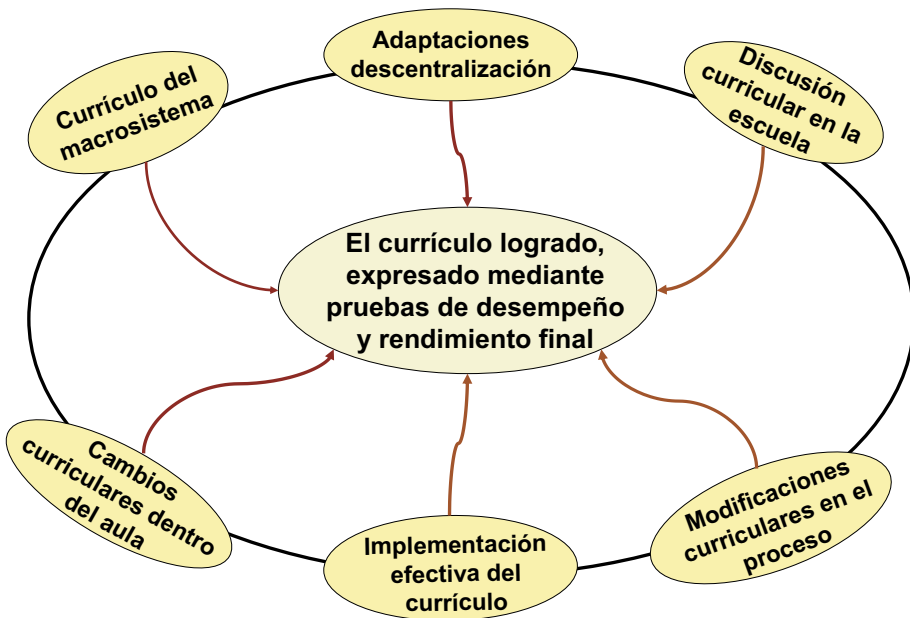 Adaptaciones
descentralización
Currículo del
macrosistema
Discusión
curricular en la
escuela
El currículo logrado,
expresado mediante
pruebas de desempeño
y rendimiento final
Cambios
curriculares dentro
del aula
Implementación
efectiva del
currículo
Modificaciones
curriculares en el
proceso